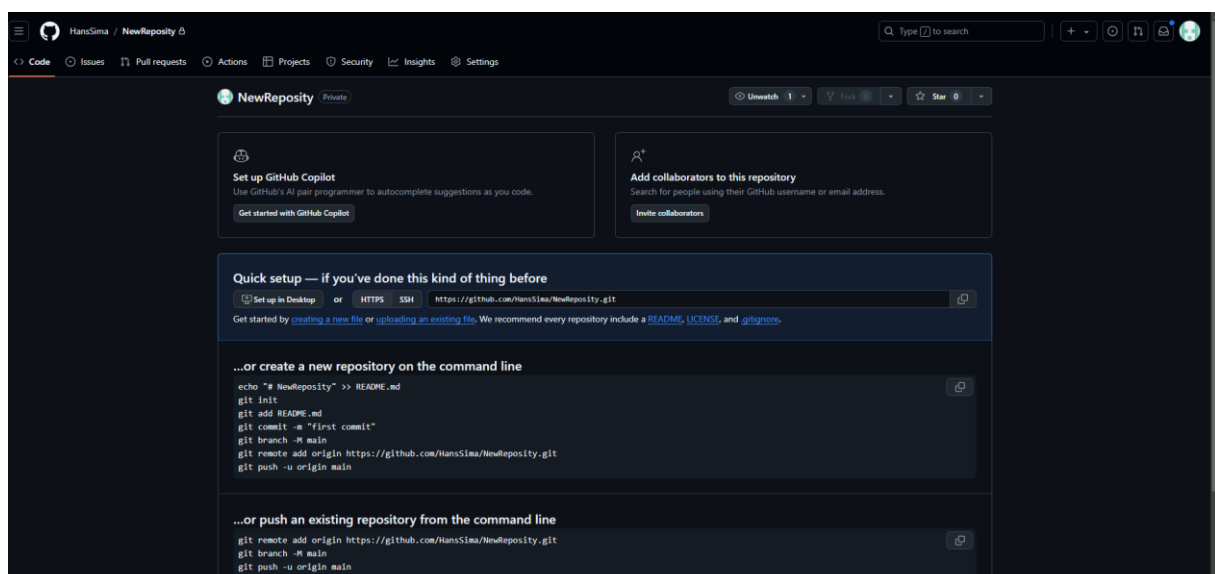 HansSima / NewReposity
Type / to search
Code Issues Pull requests Actions Projects Security Insights Settings
NewReposity Private
Unwatch 1 Fork 0 Star 0
Set up GitHub Copilot
Use GitHub's AI pair programmer to autocomplete suggestions as you code.
Get started with GitHub Copilot
Add collaborators to this repository
Search for people using their GitHub username or email address.
Invite collaborators
Quick setup — if you've done this kind of thing before
Set up in Desktop or HTTPS SSH https://github.com/HansSima/NewReposity.git
Get started by creating a new file or uploading an existing file. We recommend every repository include a README, LICENSE, and .gitignore.
...or create a new repository on the command line
echo "# NewReposity" >> README.md
git init
git add README.md
git commit -m "first commit"
git branch -M main
git remote add origin https://github.com/HansSima/NewReposity.git
git push -u origin main
...or push an existing repository from the command line
git remote add origin https://github.com/HansSima/NewReposity.git
git branch -M main
git push -u origin main